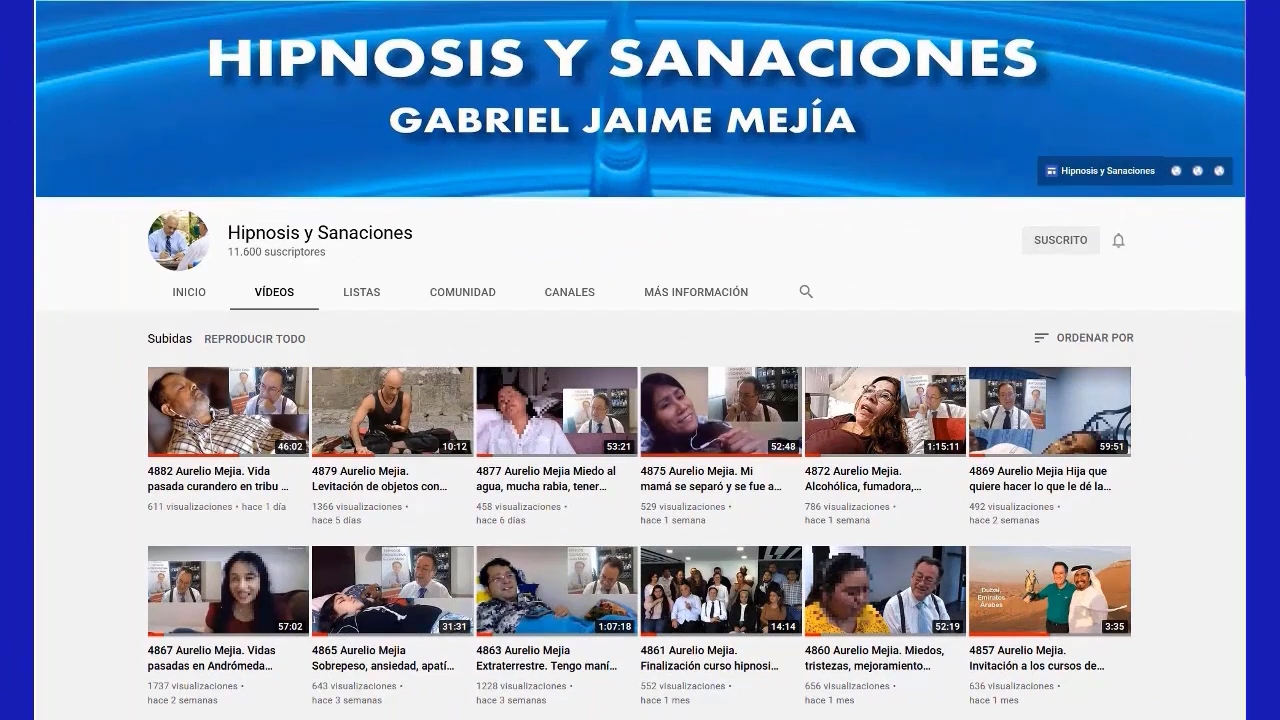 HIPNOSIS Y SANACIONES
GABRIEL JAIME MEJÍA
Hipnosis y Sanaciones
Hipnosis y Sanaciones
11.600 suscriptores
SUSCRITO
INICIO VÍDEOS LISTAS COMUNIDAD CANALES MÁS INFORMACIÓN
Subidas REPRODUCIR TODO ORDENAR POR
46:02
4882 Aurelio Mejia. Vida
pasada curandero en tribu ...
611 visualizaciones • hace 1 día
10:12
4879 Aurelio Mejia.
Levitación de objetos con...
1366 visualizaciones •
hace 5 días
53:21
4877 Aurelio Mejia Miedo al
agua, mucha rabia, tener...
458 visualizaciones •
hace 6 días
52:48
4875 Aurelio Mejia. Mi
mamá se separó y se fue a...
529 visualizaciones •
hace 1 semana
1:15:11
4872 Aurelio Mejia.
Alcohólica, fumadora,...
786 visualizaciones •
hace 1 semana
59:51
4869 Aurelio Mejia Hija que
quiere hacer lo que le dé la...
492 visualizaciones •
hace 2 semanas
57:02
4867 Aurelio Mejia. Vidas
pasadas en Andrómeda...
1737 visualizaciones •
hace 2 semanas
31:31
4865 Aurelio Mejia
Sobrepeso, ansiedad, apatí...
643 visualizaciones •
hace 3 semanas
1:07:18
4863 Aurelio Mejia
Extraterrestre. Tengo maní...
1228 visualizaciones •
hace 3 semanas
14:14
4861 Aurelio Mejia.
Finalización curso hipnosi...
552 visualizaciones •
hace 1 mes
52:19
4860 Aurelio Mejia. Miedos,
tristezas, mejoramiento...
656 visualizaciones •
hace 1 mes
Dubai,
Emiratos
Arabes
3:35
4857 Aurelio Mejia.
Invitación a los cursos de...
636 visualizaciones •
hace 1 mes